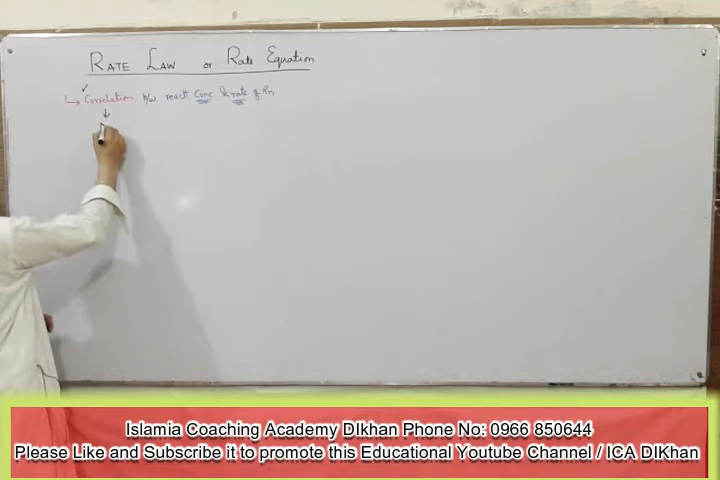 RATE LAW or Rate Equation
Correlation b/w react Conc & rate of Rn
Islamia Coaching Academy DIkhan Phone No: 0966 850644
Please Like and Subscribe it to promote this Educational Youtube Channel / ICA DIKhan